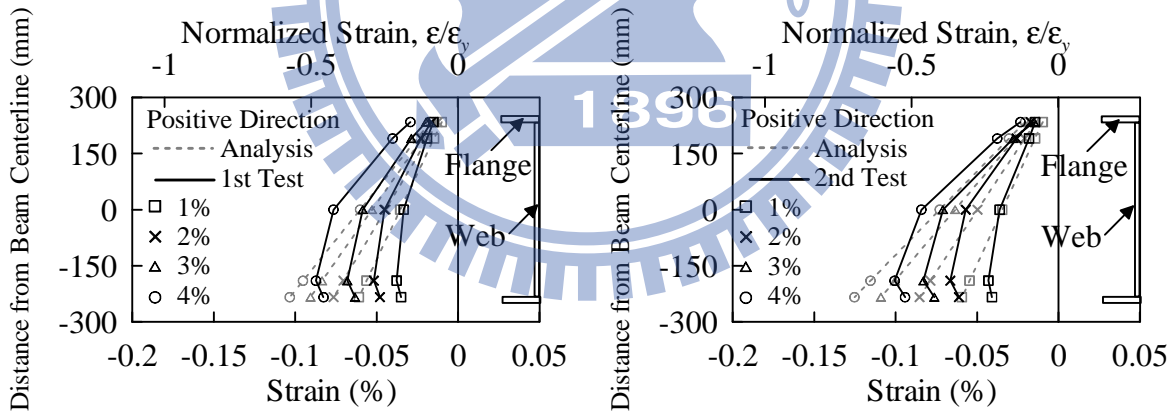 Normalized Strain, ε/εy
-1 -0.5 0
Distance from Beam Centerline (mm)
300
150
0
-150
-300
Positive Direction
Analysis
1st Test
1%
2%
3%
4%
Flange
Web
-0.2 -0.15 -0.1 -0.05 0 0.05
Strain (%)
Normalized Strain, ε/εy
-1 -0.5 0
Distance from Beam Centerline (mm)
300
150
0
-150
-300
Positive Direction
Analysis
2nd Test
1%
2%
3%
4%
Flange
Web
-0.2 -0.15 -0.1 -0.05 0 0.05
Strain (%)
1896